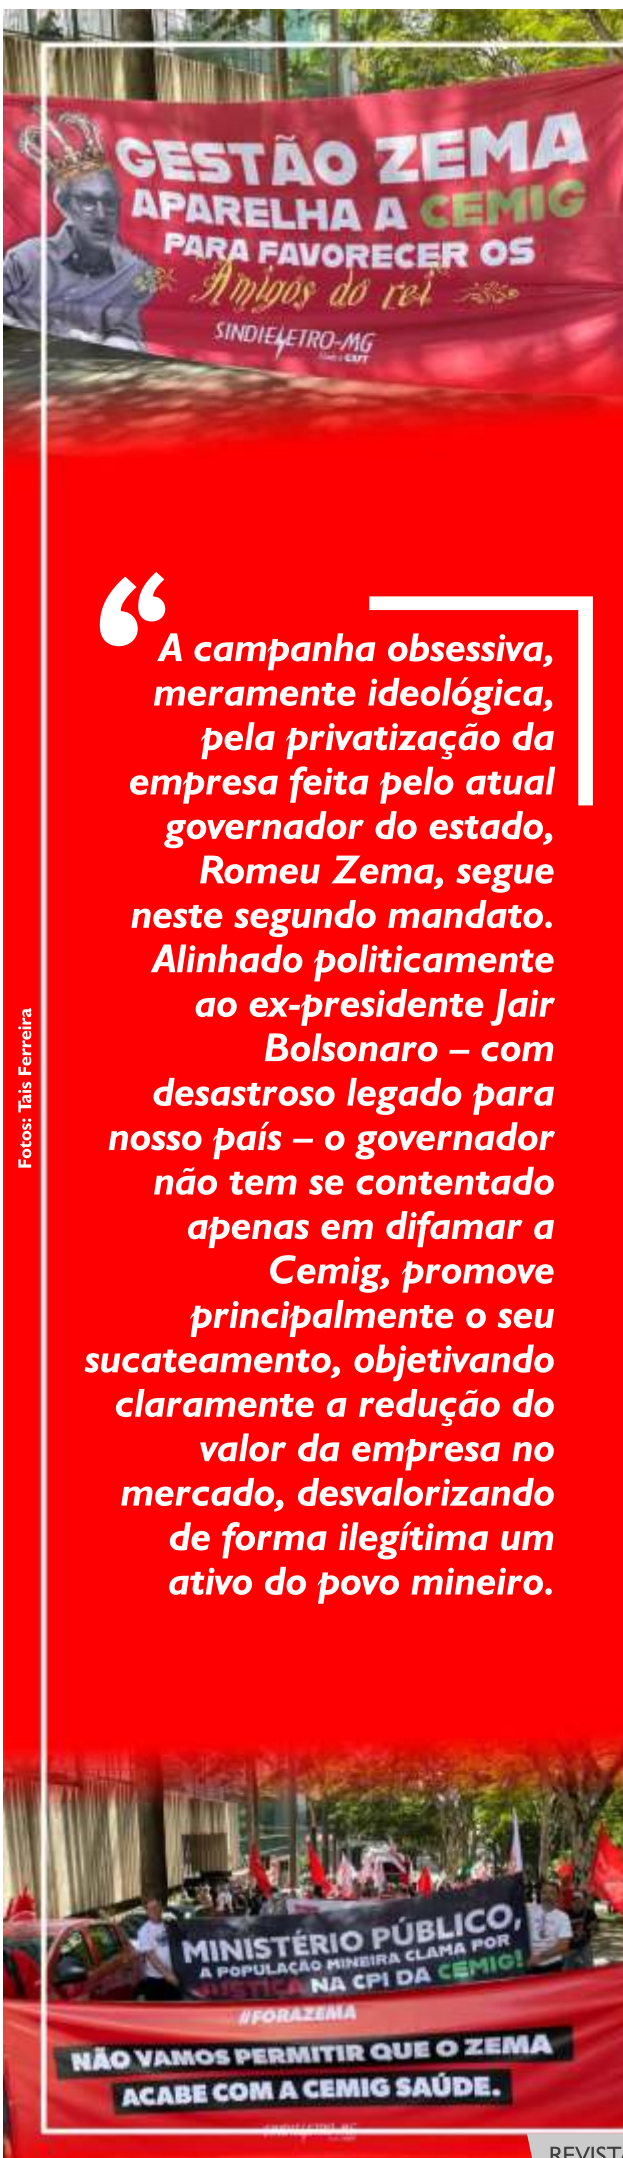 GESTÃO ZEMA
APARELHA A CEMIG
PARA FAVORECER OS
Amigos do rei
SINDIELETRO-MG
CUT
“A campanha obsessiva,
meramente ideológica,
pela privatização da
empresa feita pelo atual
governador do estado,
Romeu Zema, segue
neste segundo mandato.
Alinhado politicamente
ao ex-presidente Jair
Bolsonaro – com
desastroso legado para
nosso país – o governador
não tem se contentado
apenas em difamar a
Cemig, promove
principalmente o seu
sucateamento, objetivando
claramente a redução do
valor da empresa no
mercado, desvalorizando
de forma ilegítima um
ativo do povo mineiro.
Fotos: Tais Ferreira
MINISTÉRIO PÚBLICO,
A POPULAÇÃO MINEIRA CLAMA POR
JUSTIÇA NA CPI DA CEMIG!
#FORAZEMA
NÃO VAMOS PERMITIR QUE O ZEMA
ACABE COM A CEMIG SAÚDE.
SINDIELETRO-MG